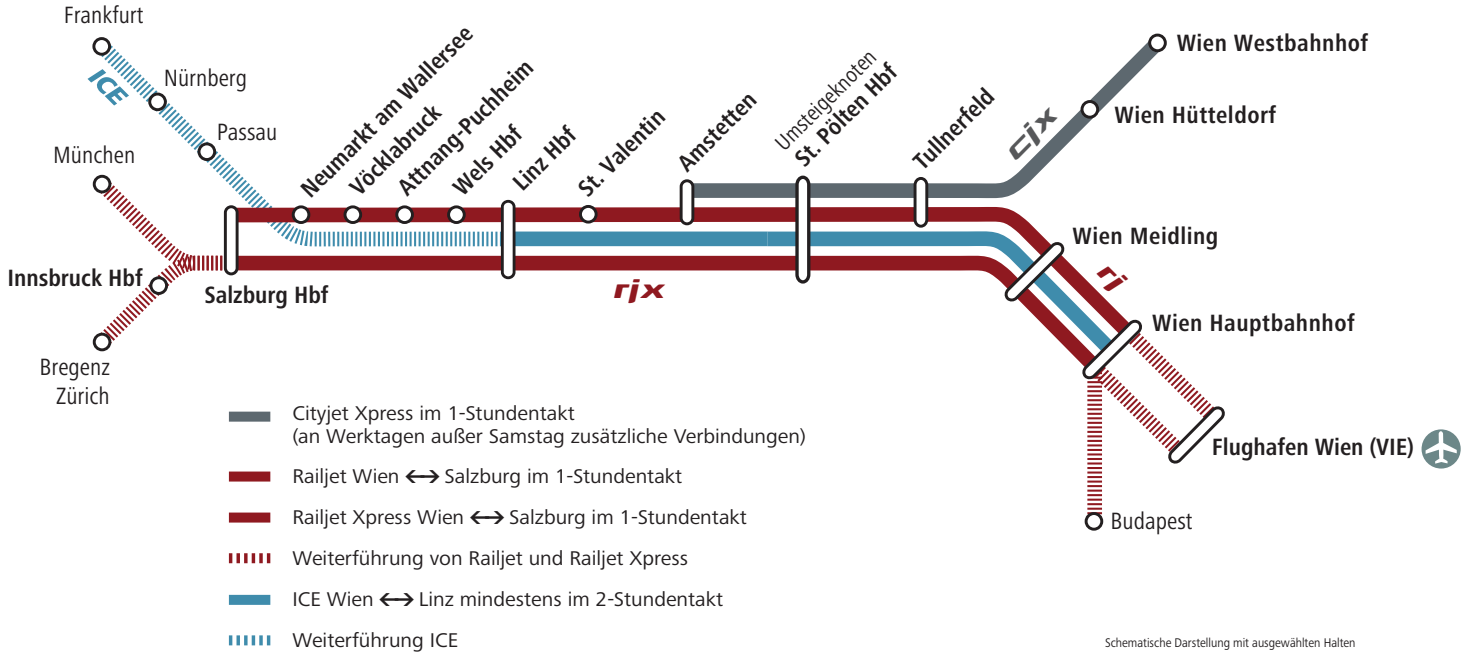 Frankfurt
ICE
Nürnberg
Passau
München
Innsbruck Hbf
Bregenz
Zürich
Salzburg Hbf
Neumarkt am Wallersee
Vöcklabruck
Attnang-Puchheim
Wels Hbf
Linz Hbf
St. Valentin
Amstetten
Umsteigeknoten
St. Pölten Hbf
Tullnerfeld
cjx
Wien Westbahnhof
Wien Hütteldorf
Wien Meidling
rjx
rj
Wien Hauptbahnhof
Flughafen Wien (VIE)
Budapest
Cityjet Xpress im 1-Stundentakt
(an Werktagen außer Samstag zusätzliche Verbindungen)
Railjet Wien ⟷ Salzburg im 1-Stundentakt
Railjet Xpress Wien ⟷ Salzburg im 1-Stundentakt
Weiterführung von Railjet und Railjet Xpress
ICE Wien ⟷ Linz mindestens im 2-Stundentakt
Weiterführung ICE
Schematische Darstellung mit ausgewählten Halten